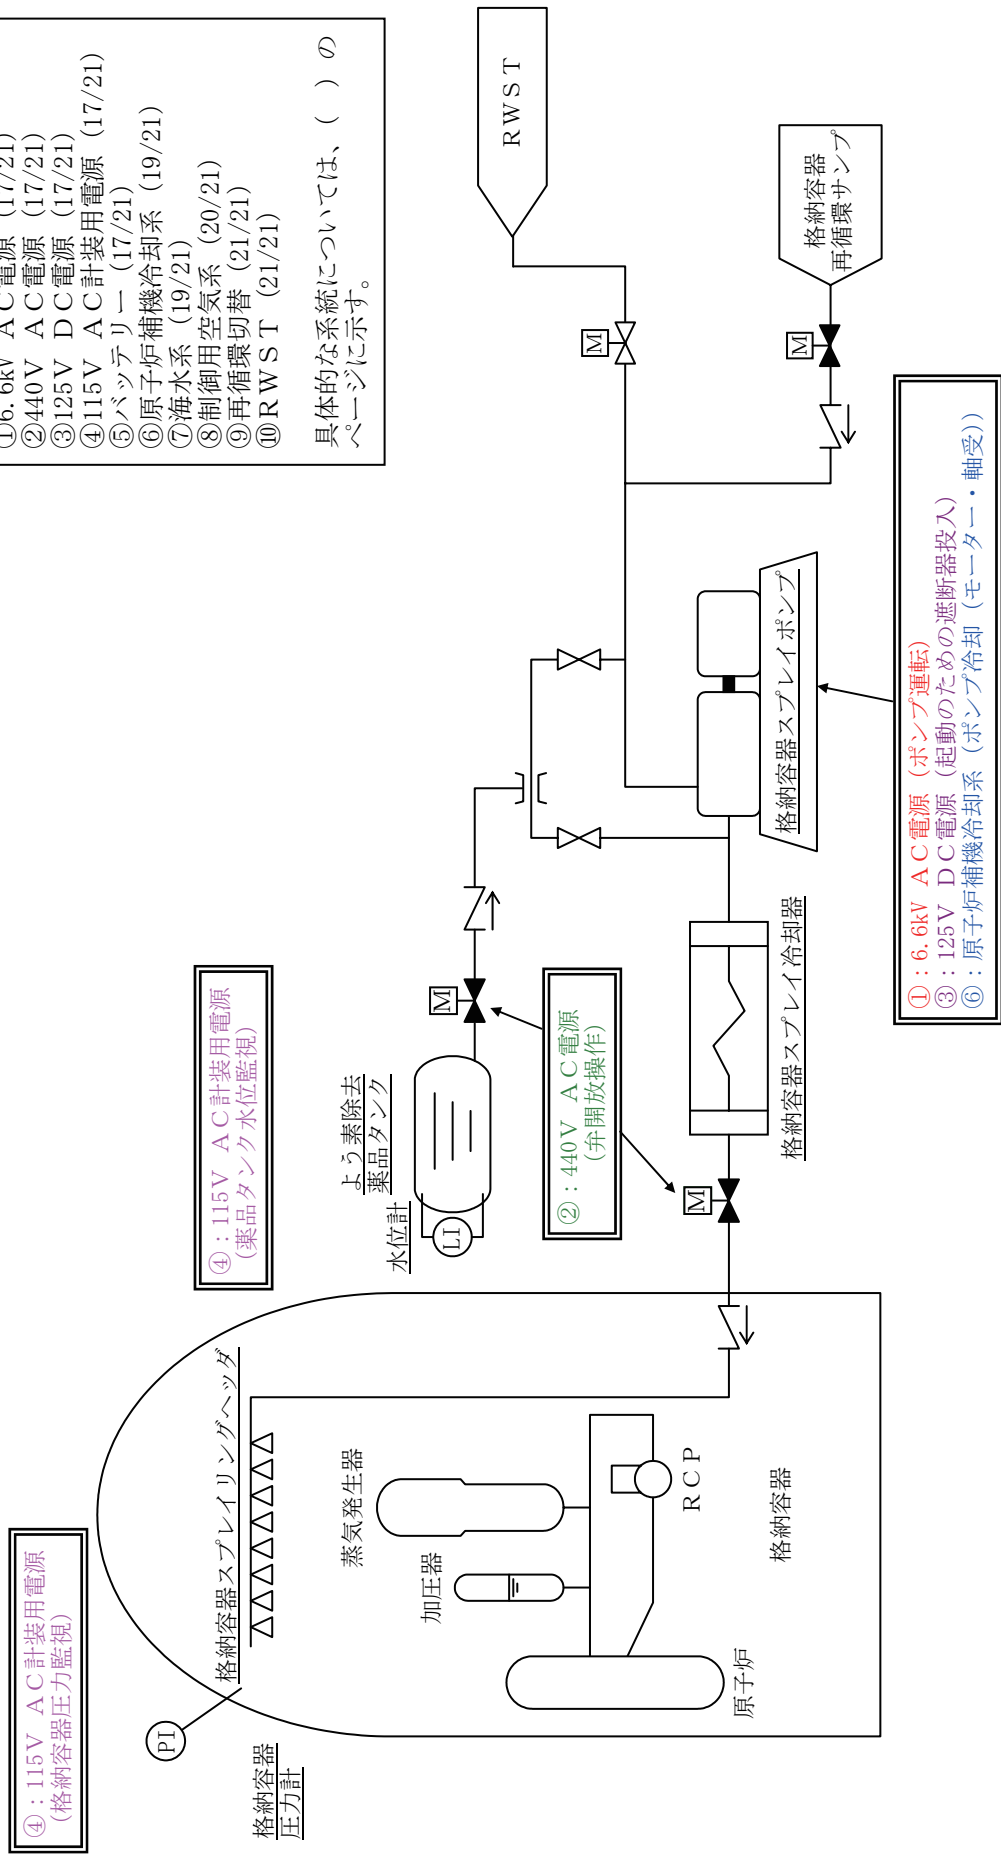 ①6.6kV AC電源 (17/21)
②440V AC電源 (17/21)
③125V DC電源 (17/21)
④115V AC計装用電源 (17/21)
⑤バッテリー (17/21)
⑥原子炉補機冷却系 (19/21)
⑦海水系 (19/21)
⑧制御用空気系 (20/21)
⑨再循環切替 (21/21)
⑩RWST (21/21)
具体的な系統については、( )の
ページに示す。
④:115V AC計装用電源
(格納容器圧力監視)
PI
格納容器
圧力計
格納容器スプレイリングヘッダ
蒸気発生器
加圧器
原子炉
RCP
格納容器
④:115V AC計装用電源
(薬品タンク水位監視)
よう素除去
薬品タンク
水位計
LI
M
②:440V AC電源
(弁開放操作)
M
格納容器スプレイ冷却器
格納容器スプレイポンプ
①:6.6kV AC電源 (ポンプ運転)
③:125V DC電源 (起動のための遮断器投入)
⑥:原子炉補機冷却系 (ポンプ冷却 (モーター・軸受))
M
RWST
M
格納容器
再循環サンプ